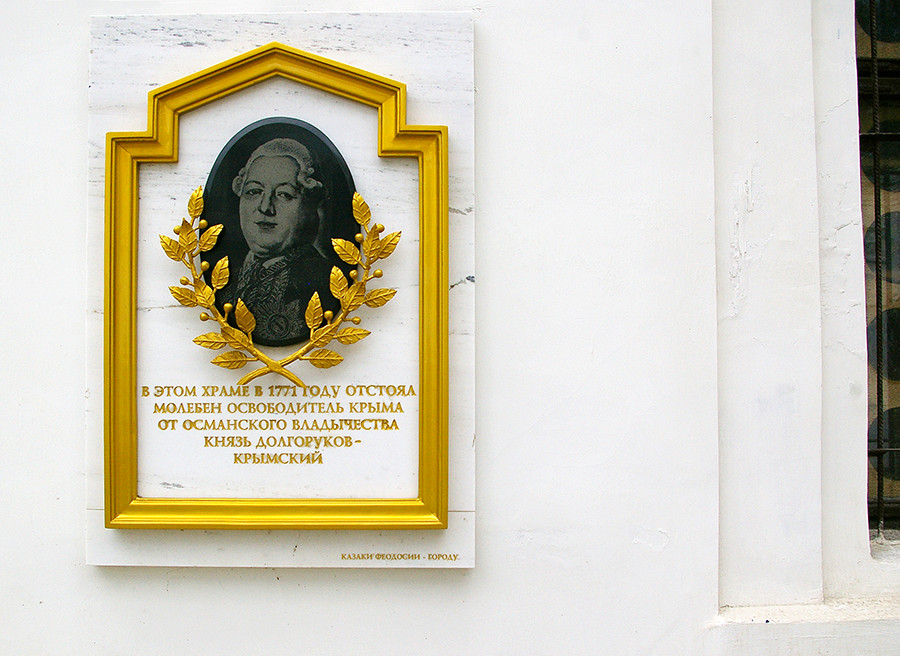 В ЭТОМ ХРАМЕ В 1771 ГОДУ ОТСТОЯЛ
МОЛЕБЕН ОСВОБОДИТЕЛЬ КРЫМА
ОТ ОСМАНСКОГО ВЛАДЫЧЕСТВА
КНЯЗЬ ДОЛГОРУКОВ-
КРЫМСКИЙ
КАЗАКИ ФЕОДОСИИ - ГОРОДУ.